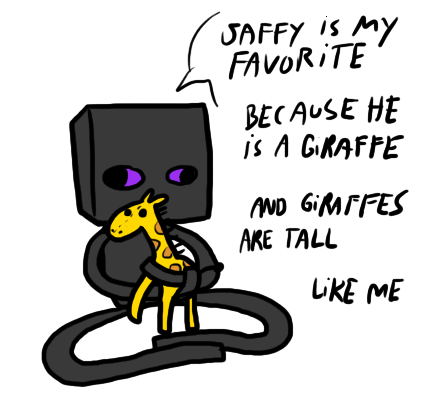 JAFFY iS MY
FAVORiTE
BECAUSE HE
iS A GiRAFFE
AND GiRAFFES
ARE TALL
LiKE ME